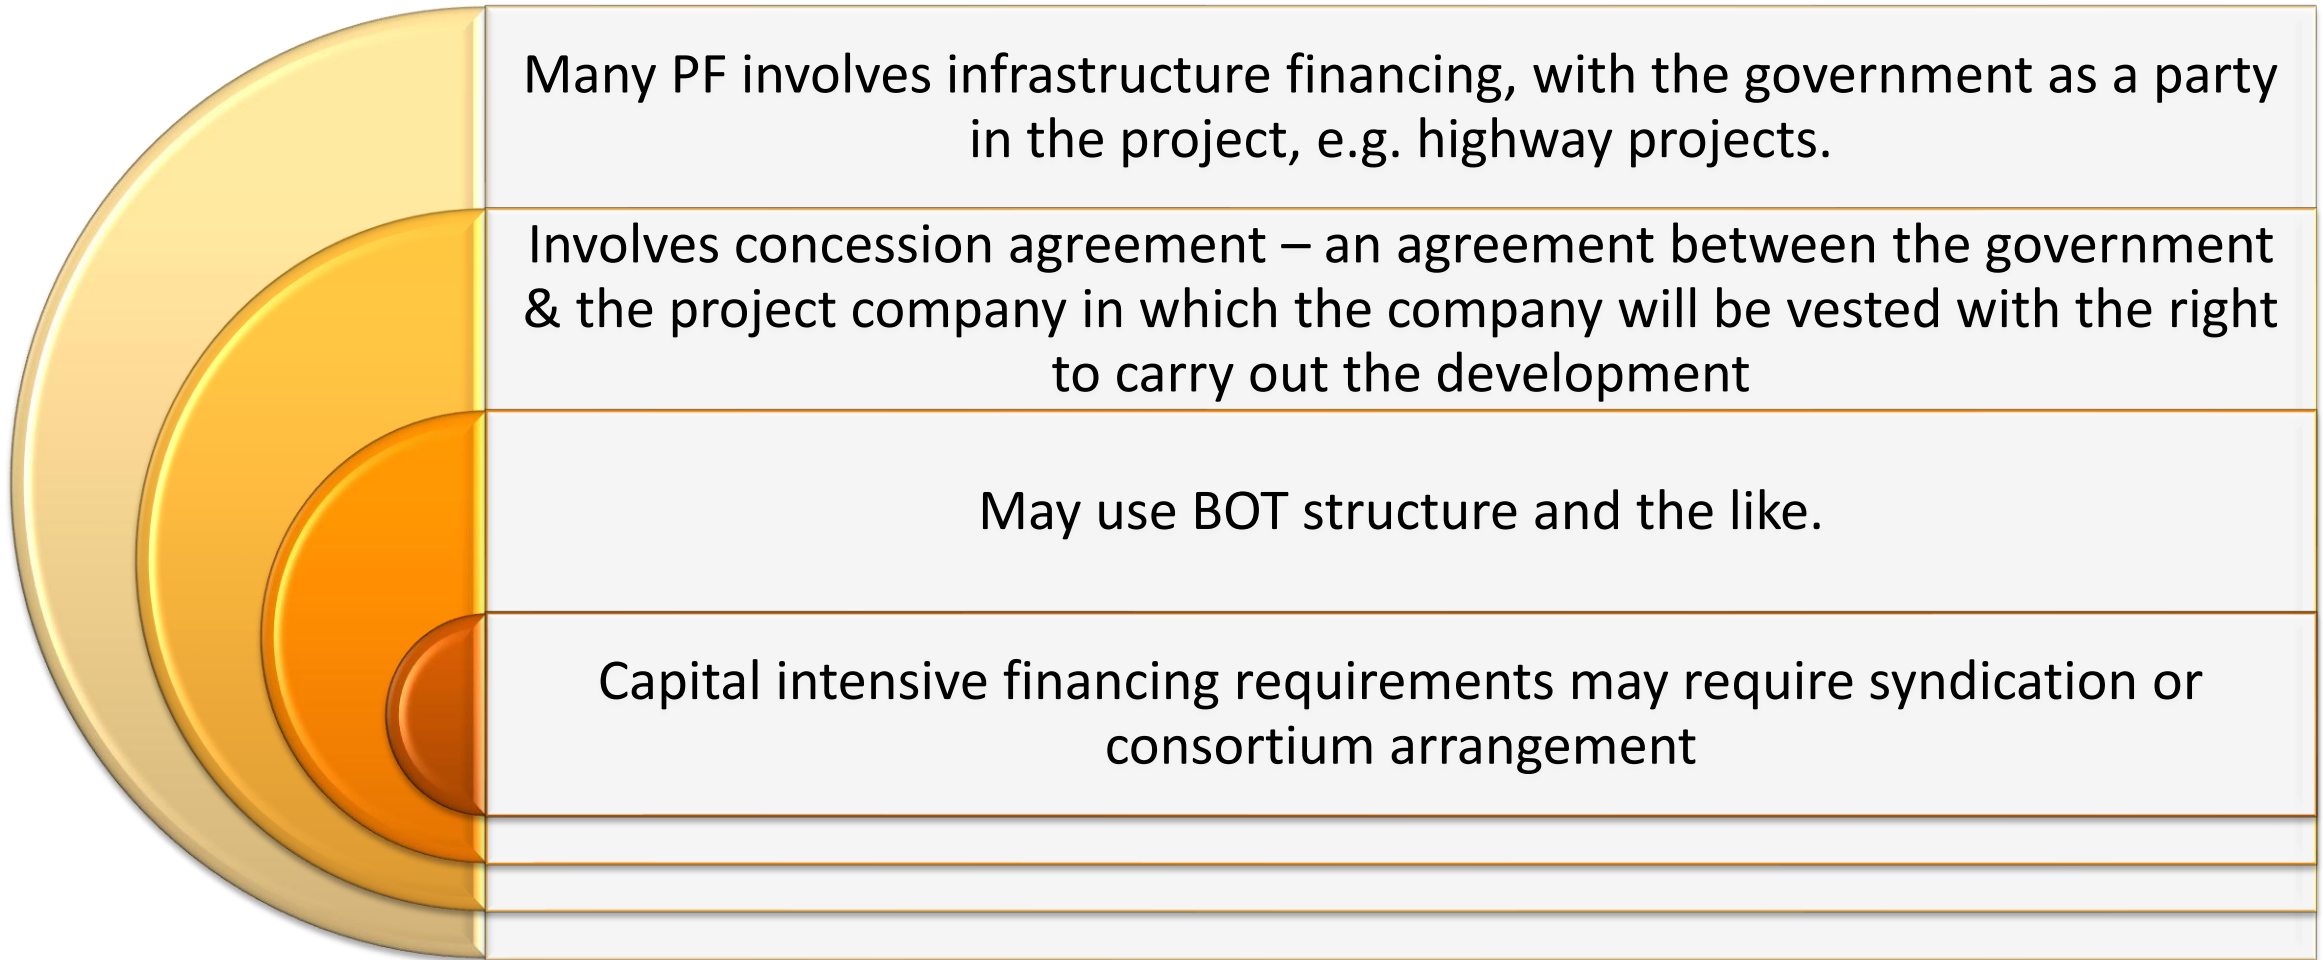 Many PF involves infrastructure financing, with the government as a party
in the project, e.g. highway projects.
Involves concession agreement – an agreement between the government
& the project company in which the company will be vested with the right
to carry out the development
May use BOT structure and the like.
Capital intensive financing requirements may require syndication or
consortium arrangement